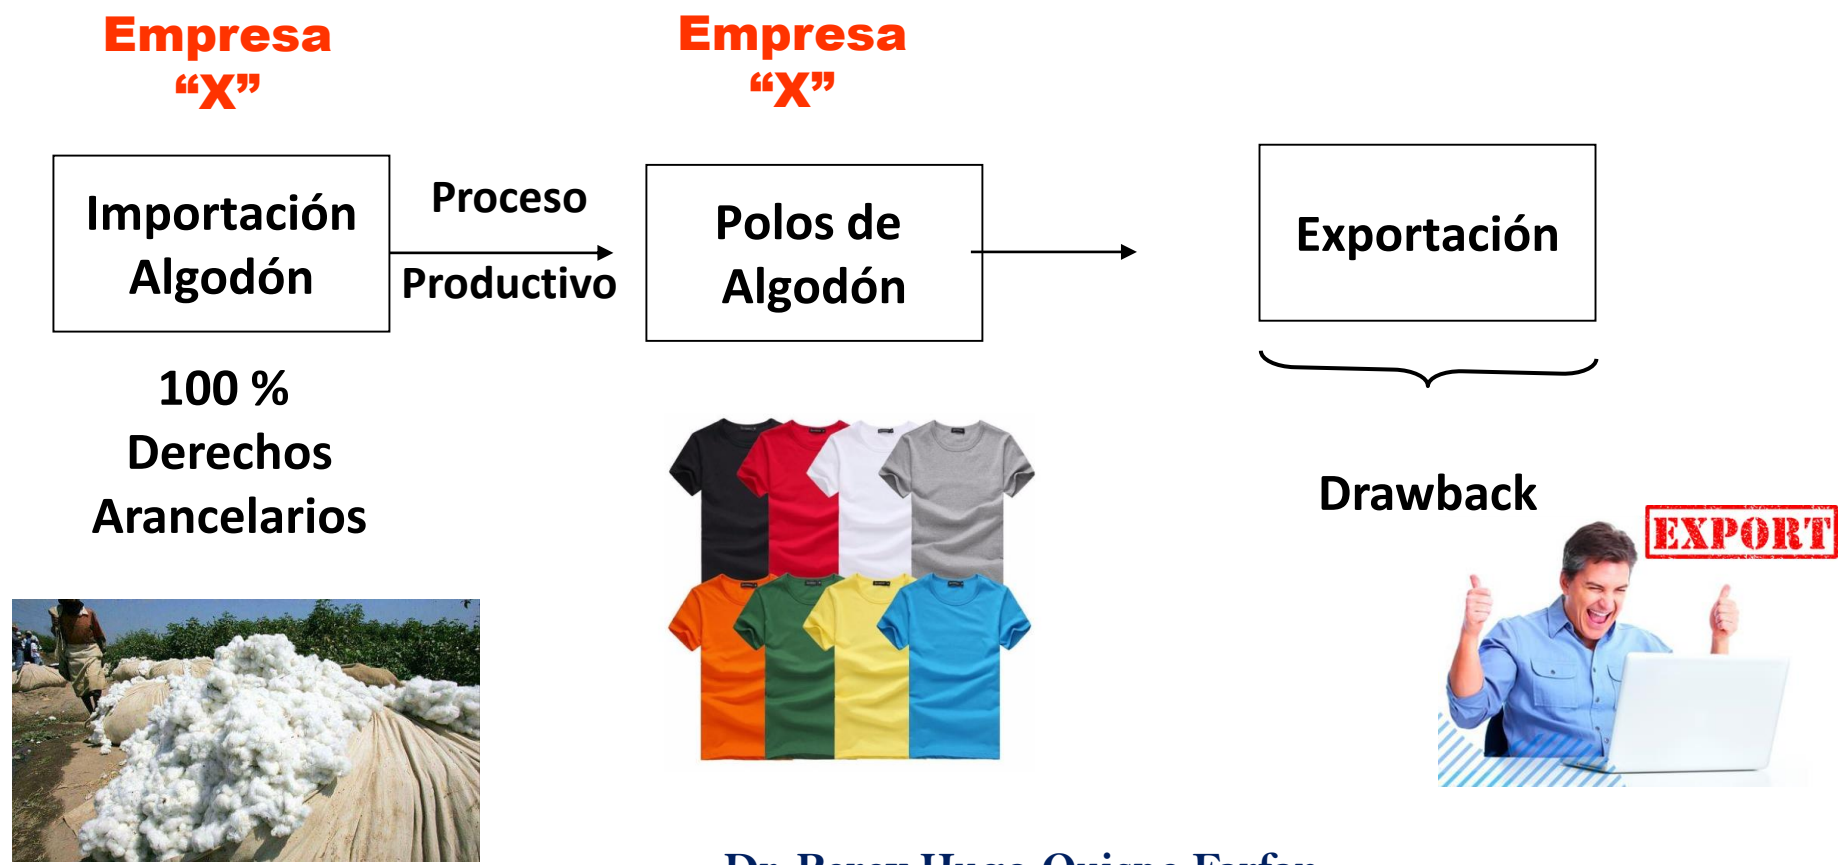 Empresa
“X”
Empresa
“X”
Importación
Algodón
Proceso
Productivo
Polos de
Algodón
Exportación
100 %
Derechos
Arancelarios
Drawback
EXPORT